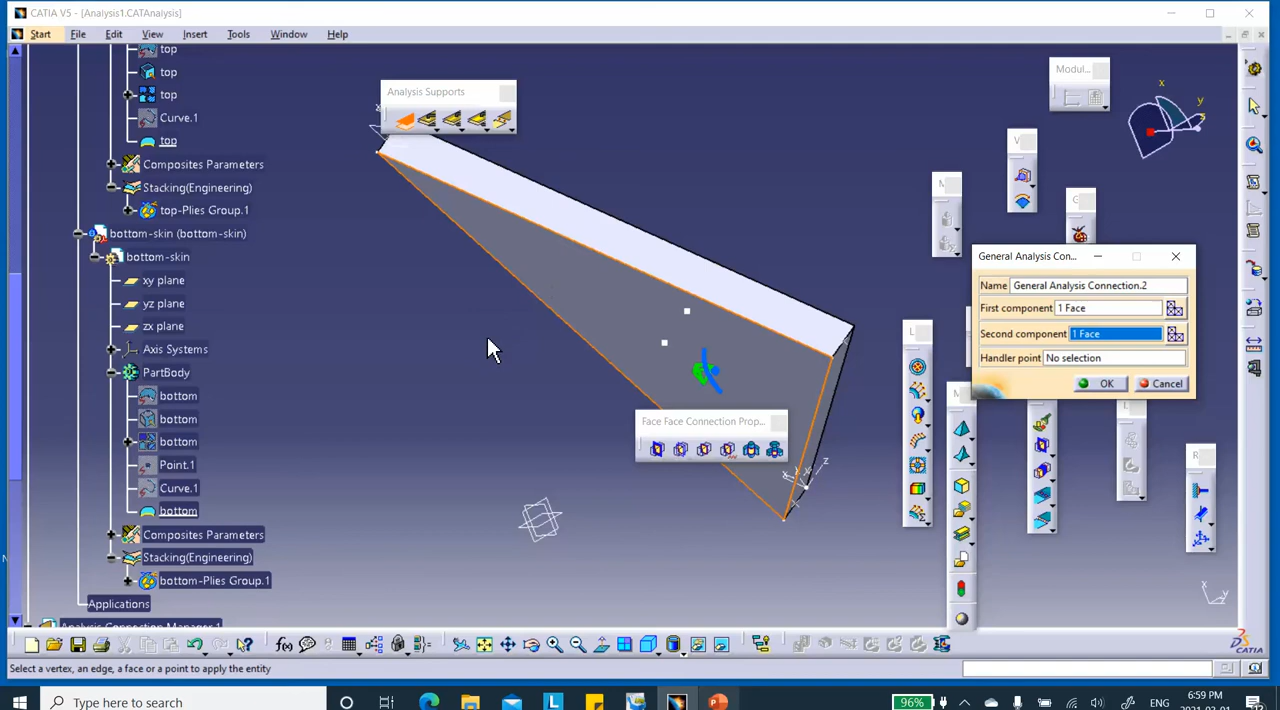 CATIA V5 - [Analysis1.CATAnalysis]
Start File Edit View Insert Tools Window Help
top
top
top
Curve.1
top
Composites Parameters
Stacking(Engineering)
top-Plies Group.1
bottom-skin (bottom-skin)
bottom-skin
xy plane
yz plane
zx plane
Axis Systems
PartBody
bottom
bottom
bottom
Point.1
Curve.1
bottom
Composites Parameters
Stacking(Engineering)
bottom-Plies Group.1
Applications
Analysis Connection Manager.1
Analysis Supports
Face Face Connection Prop...
Modul...
x
y
V
M
G
L
M
L
R
General Analysis Con...
Name General Analysis Connection.2
First component 1 Face
Second component 1 Face
Handler point No selection
OK Cancel
z
x
y
f(x)
CATIA
Select a vertex, an edge, a face or a point to apply the entity
Type here to search
L
96%
ENG
6:59 PM